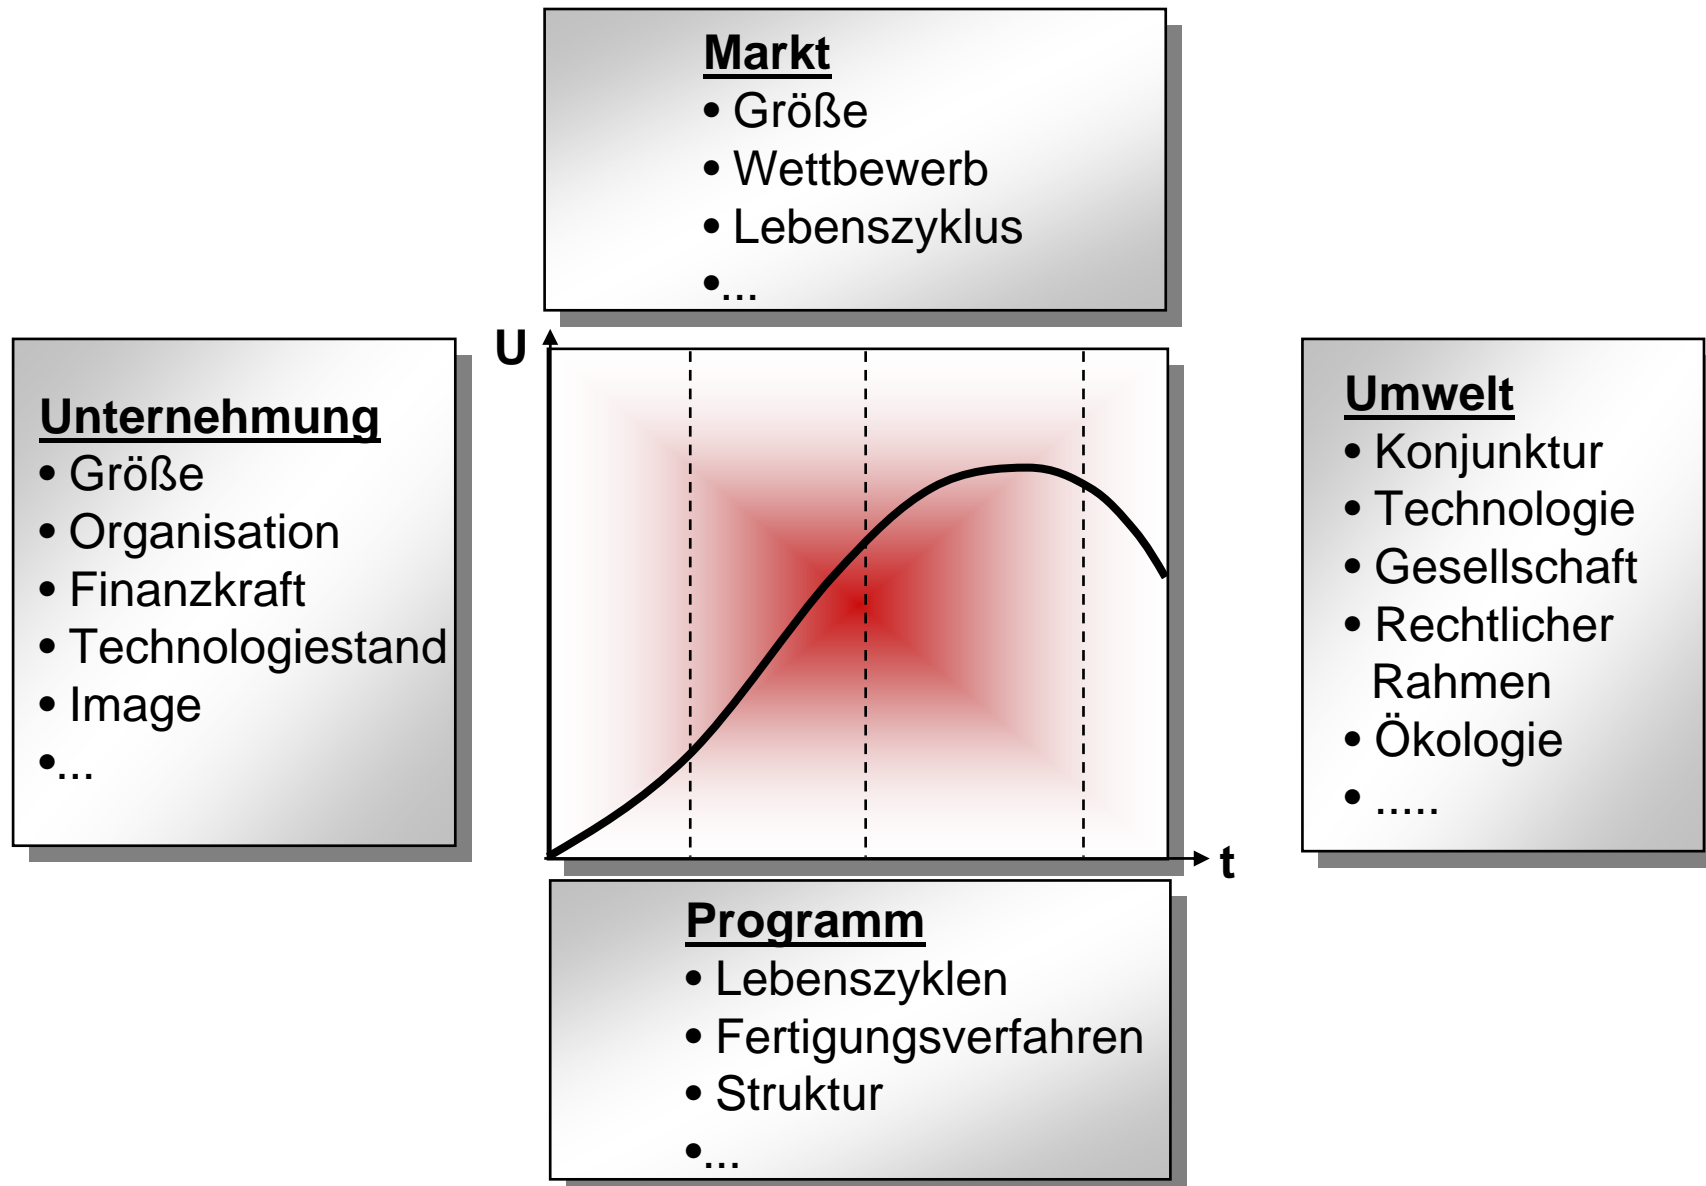 Markt
• Größe
• Wettbewerb
• Lebenszyklus
•...
Unternehmung
• Größe
• Organisation
• Finanzkraft
• Technologiestand
• Image
•...
U
t
Umwelt
• Konjunktur
• Technologie
• Gesellschaft
• Rechtlicher
Rahmen
• Ökologie
• .....
Programm
• Lebenszyklen
• Fertigungsverfahren
• Struktur
•...